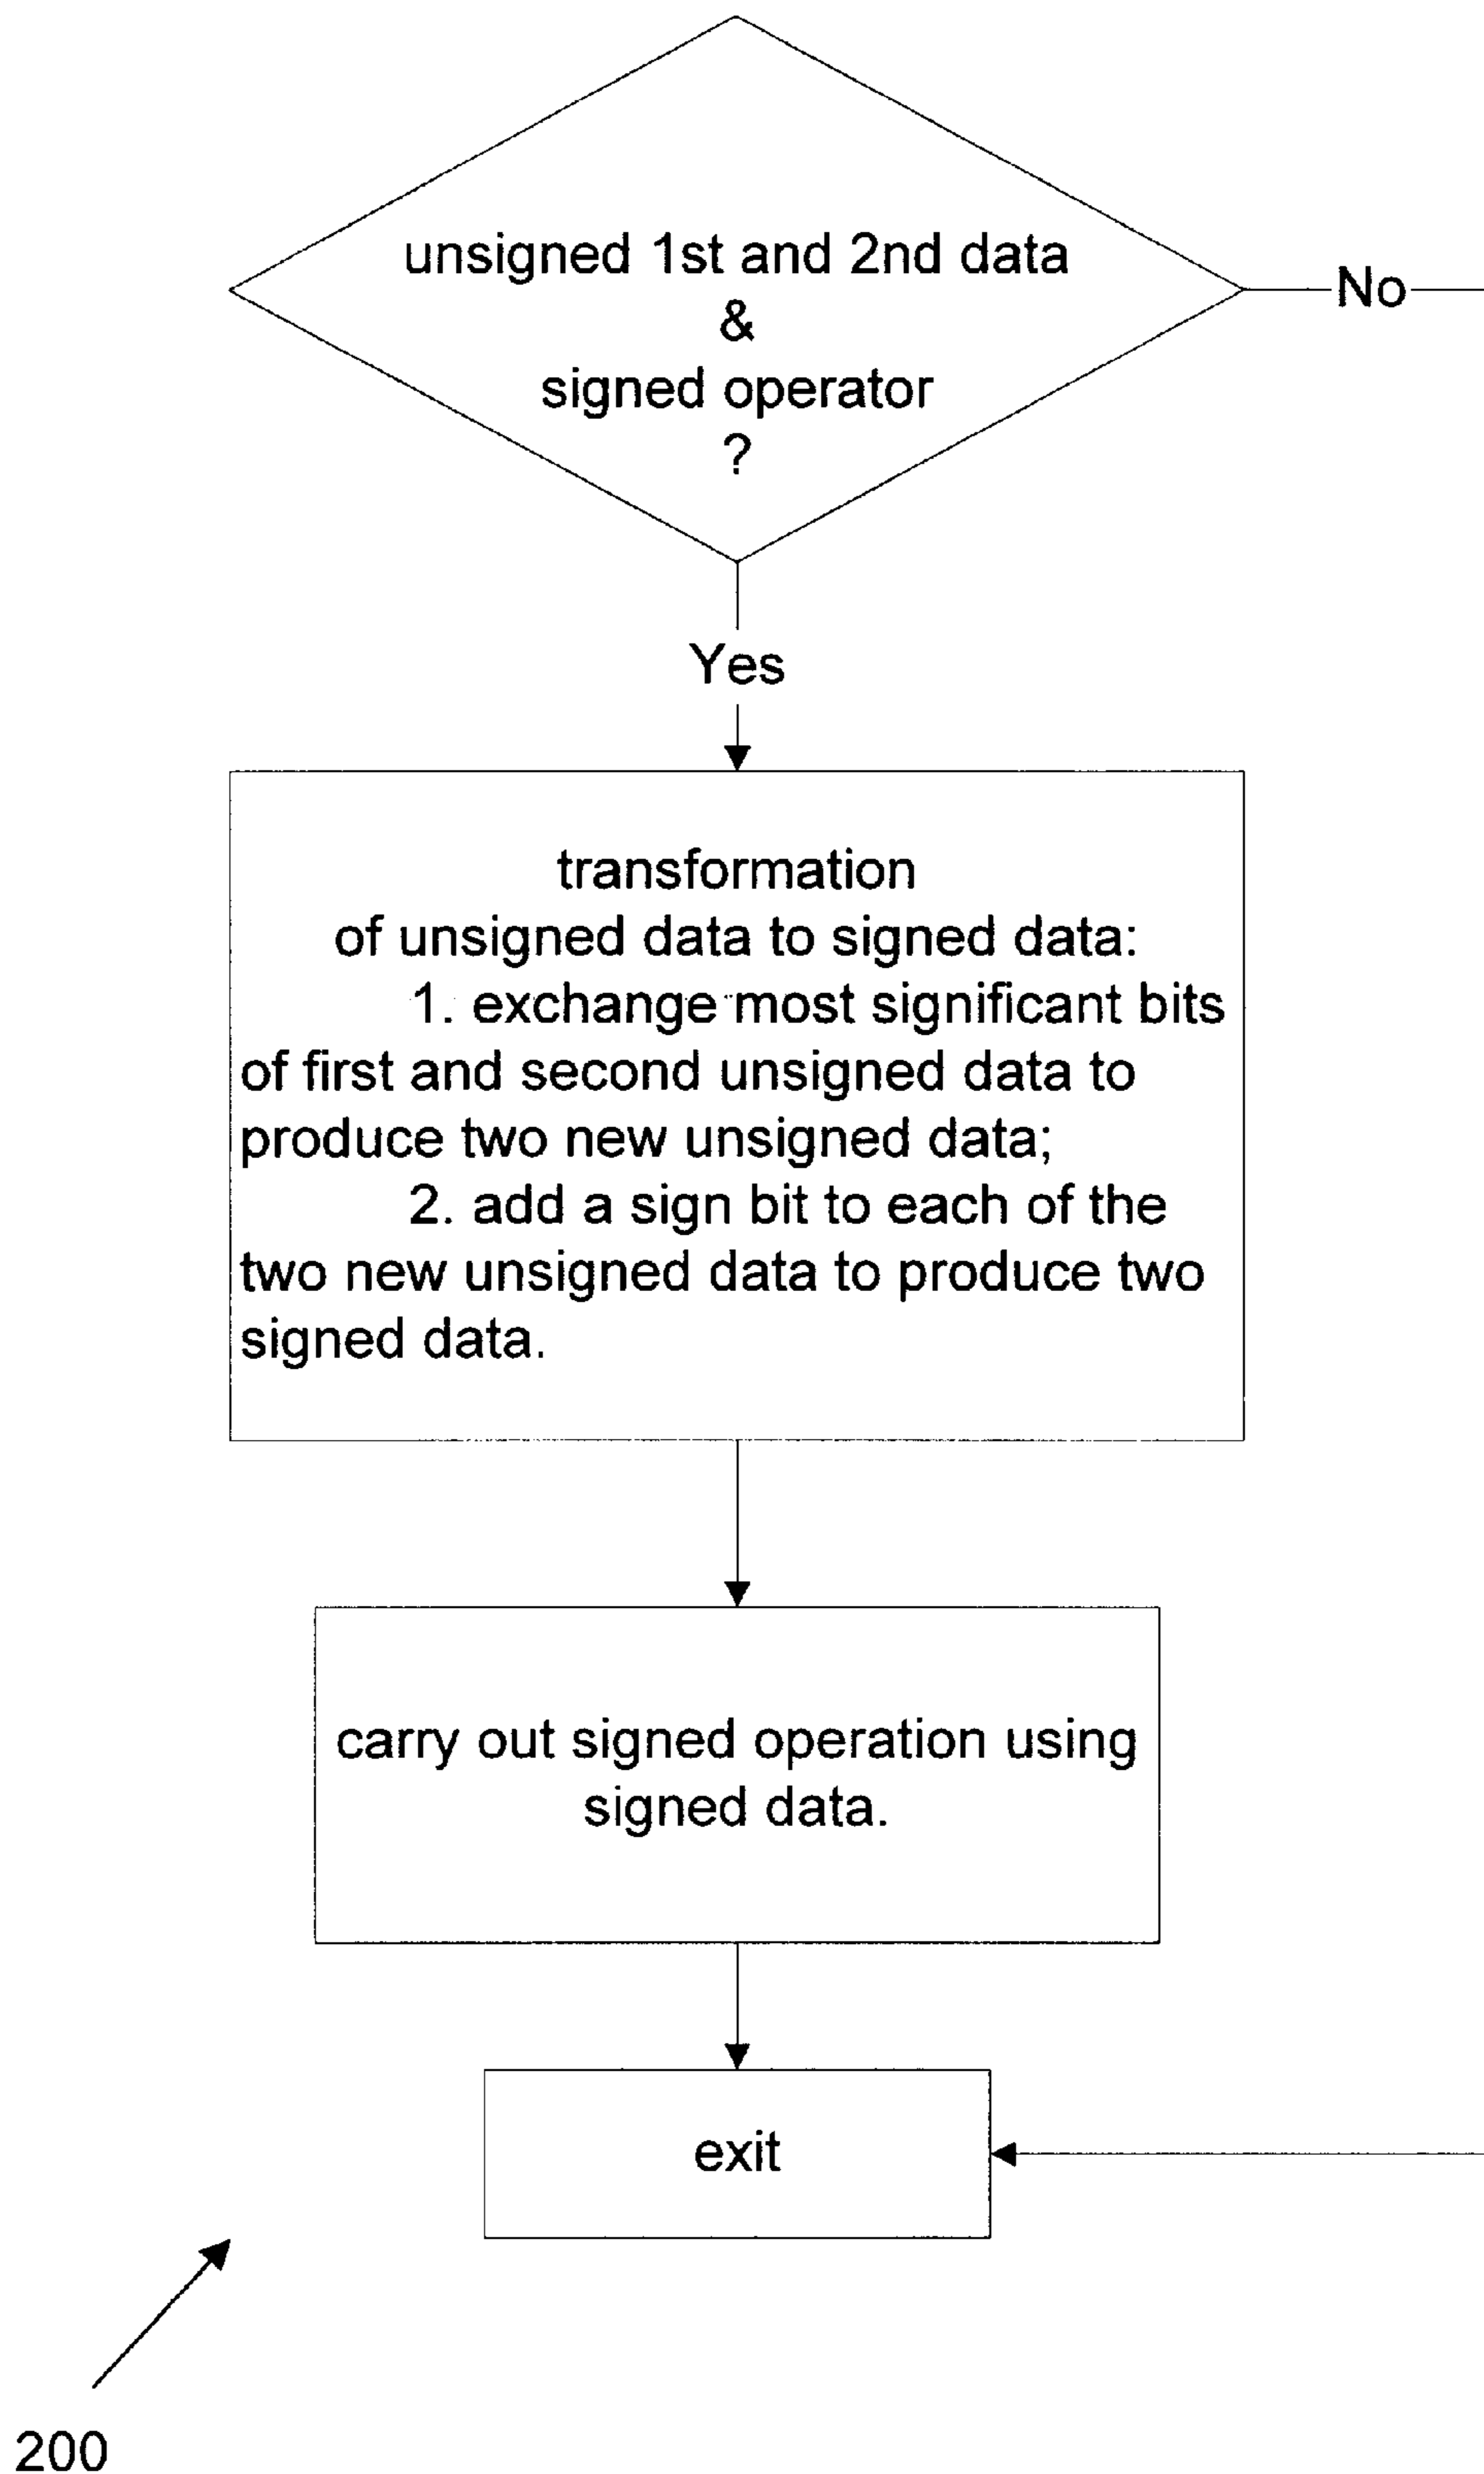 unsigned 1st and 2nd data
&
signed operator
?
No
Yes
transformation
of unsigned data to signed data:
1. exchange most significant bits
of first and second unsigned data to
produce two new unsigned data;
2. add a sign bit to each of the
two new unsigned data to produce two
signed data.
carry out signed operation using
signed data.
exit
200